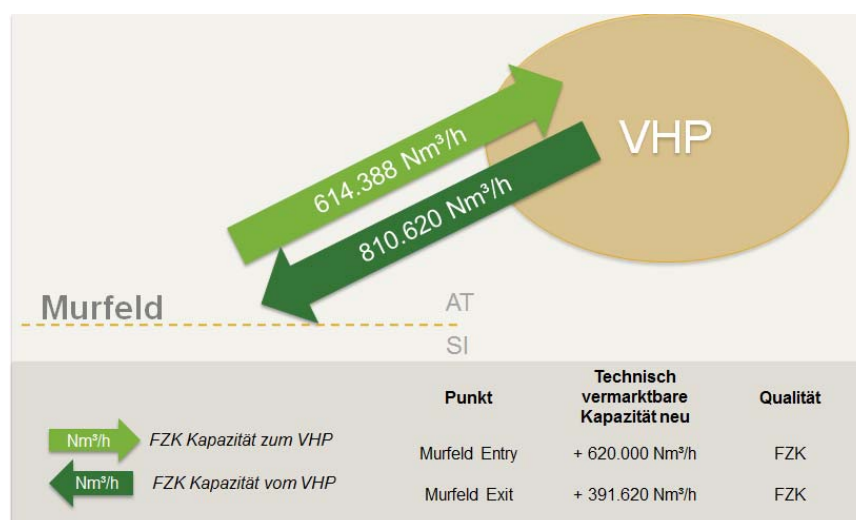 VHP
614.388 Nm³/h
810.620 Nm³/h
Murfeld
AT
SI
Punkt
Technisch
vermarktbare
Kapazität neu
Qualität
Nm³/h
FZK Kapazität zum VHP
Murfeld Entry
+ 620.000 Nm³/h
FZK
Nm³/h
FZK Kapazität vom VHP
Murfeld Exit
+ 391.620 Nm³/h
FZK